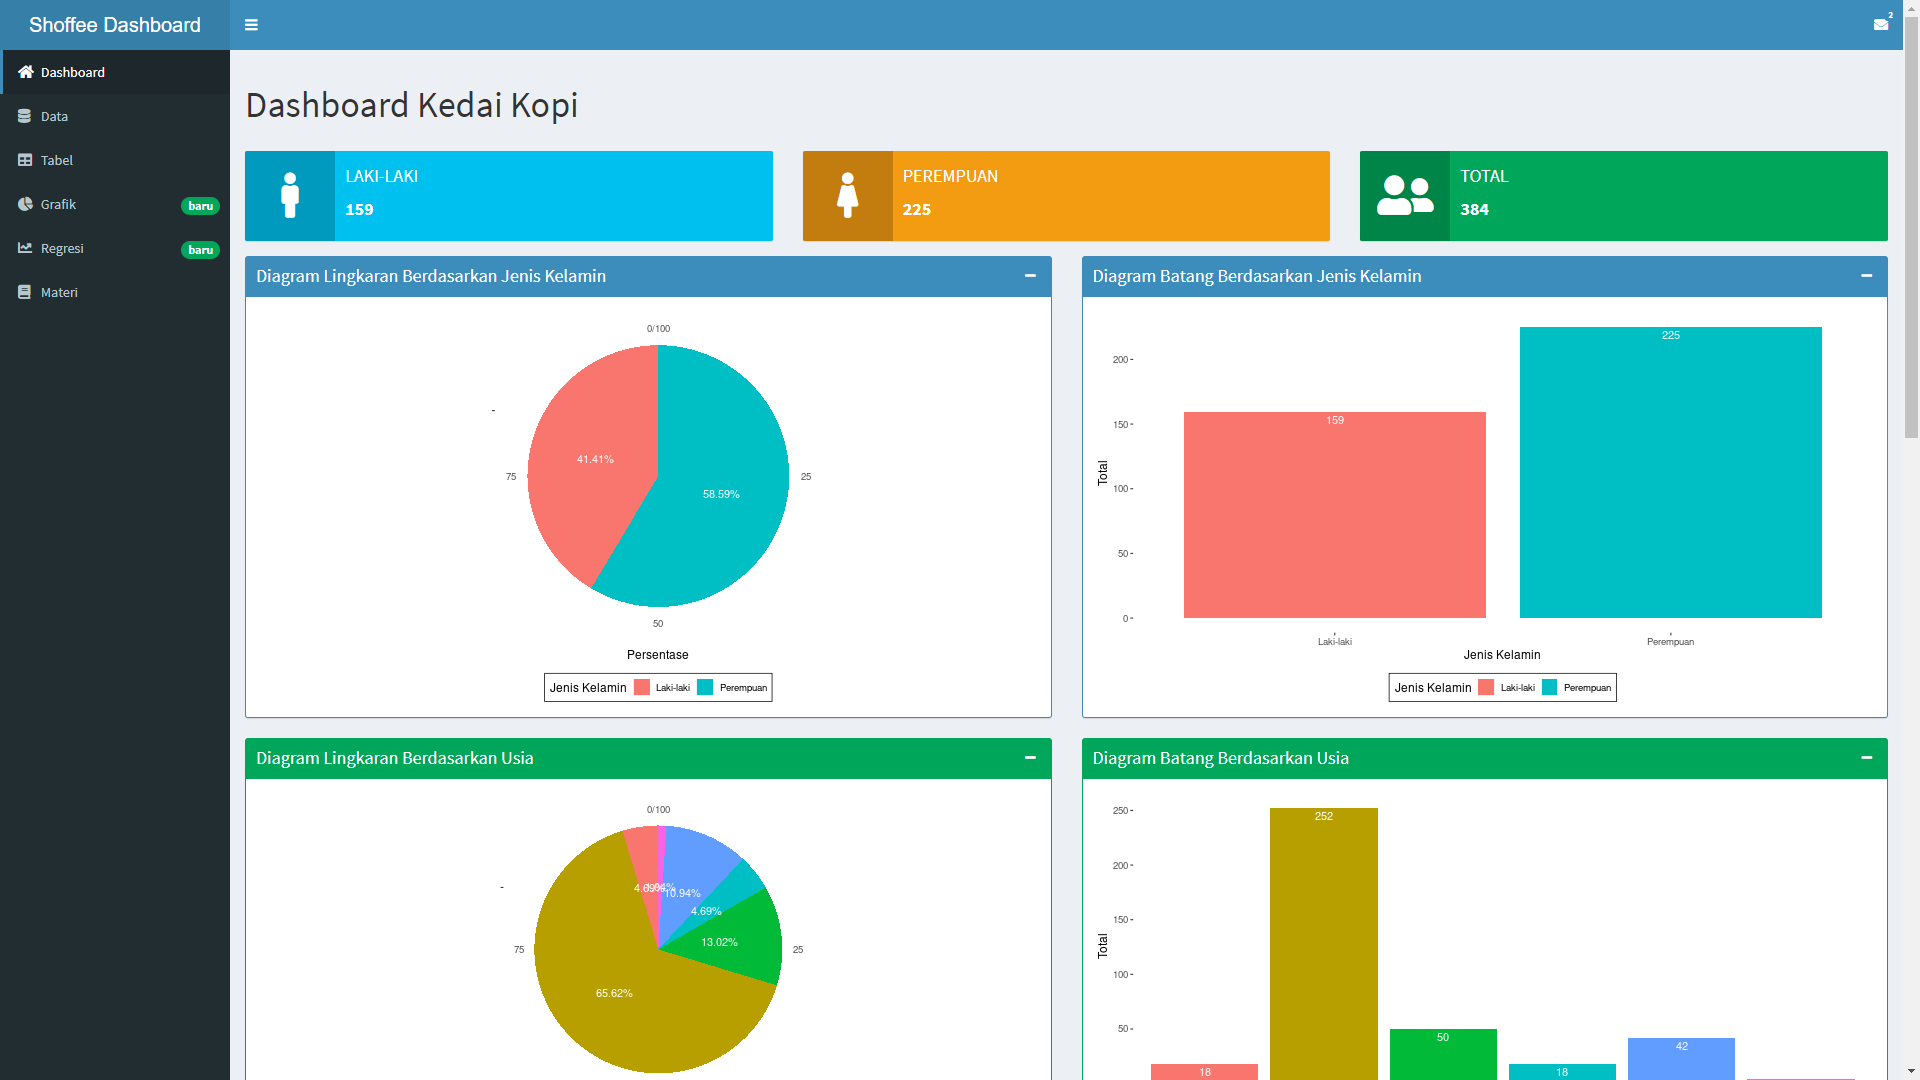 Shoffee Dashboard
2
Dashboard
Data
Tabel
Grafik baru
Regresi baru
Materi
Dashboard Kedai Kopi
LAKI-LAKI
159
PEREMPUAN
225
TOTAL
384
Diagram Lingkaran Berdasarkan Jenis Kelamin
0/100
41.41%
75
25
58.59%
50
Persentase
Jenis Kelamin Laki-laki Perempuan
Diagram Batang Berdasarkan Jenis Kelamin
225
200
159
150
Total
100
50
0
Laki-laki Perempuan
Jenis Kelamin
Jenis Kelamin Laki-laki Perempuan
Diagram Lingkaran Berdasarkan Usia
0/100
4.69%
10.94%
4.69%
13.02%
75
25
65.62%
Diagram Batang Berdasarkan Usia
250
252
200
150
Total
100
50
50
42
18
18